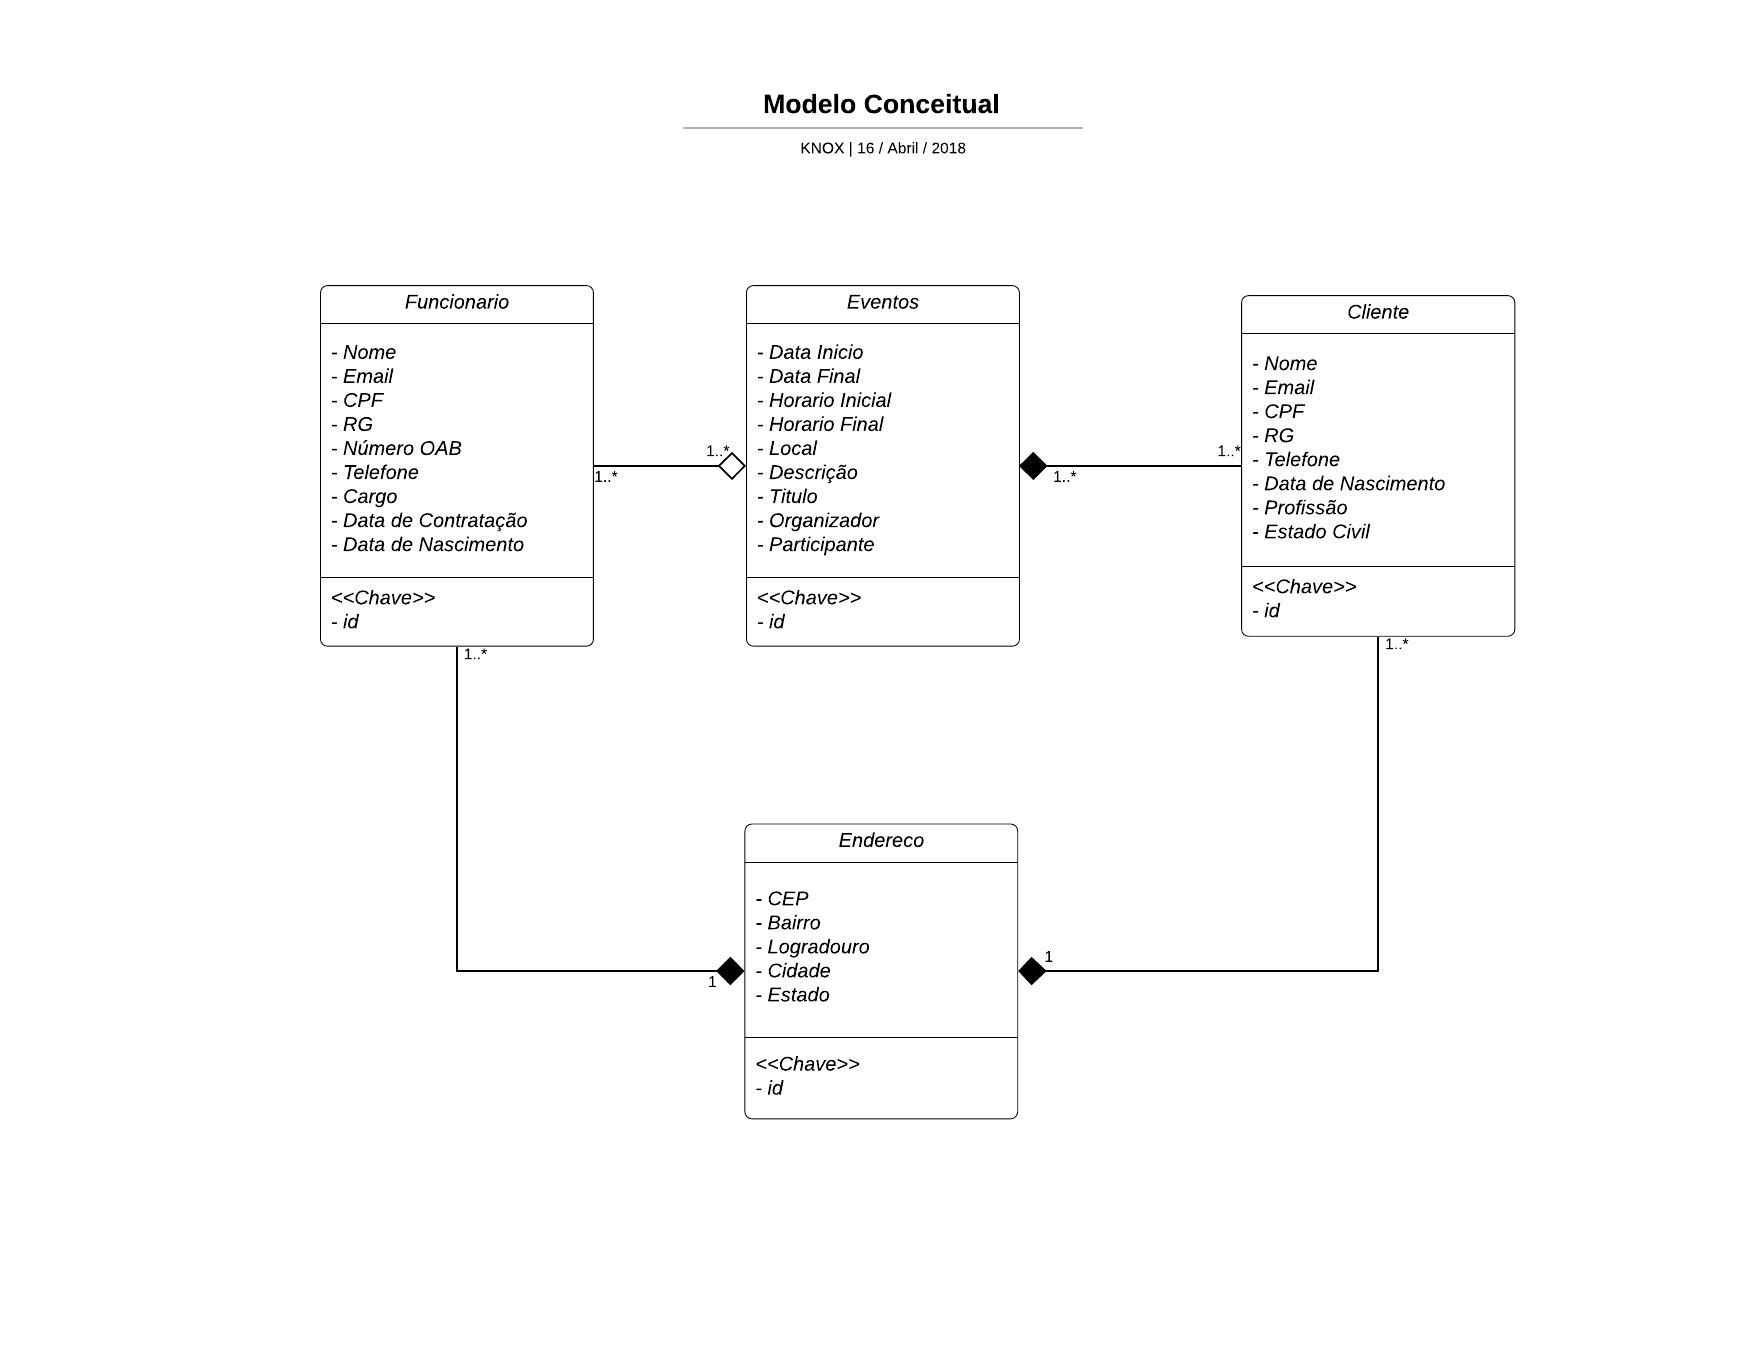 Modelo Conceitual
KNOX | 16 / Abril / 2018
Funcionario
- Nome
- Email
- CPF
- RG
- Número OAB
- Telefone
- Cargo
- Data de Contratação
- Data de Nascimento
<<Chave>>
- id
1..*
1..*
Eventos
- Data Inicio
- Data Final
- Horario Inicial
- Horario Final
- Local
- Descrição
- Titulo
- Organizador
- Participante
<<Chave>>
- id
1..*
1..*
Cliente
- Nome
- Email
- CPF
- RG
- Telefone
- Data de Nascimento
- Profissão
- Estado Civil
<<Chave>>
- id
1..*
1..*
Endereco
- CEP
- Bairro
- Logradouro
- Cidade
- Estado
<<Chave>>
- id
1
1